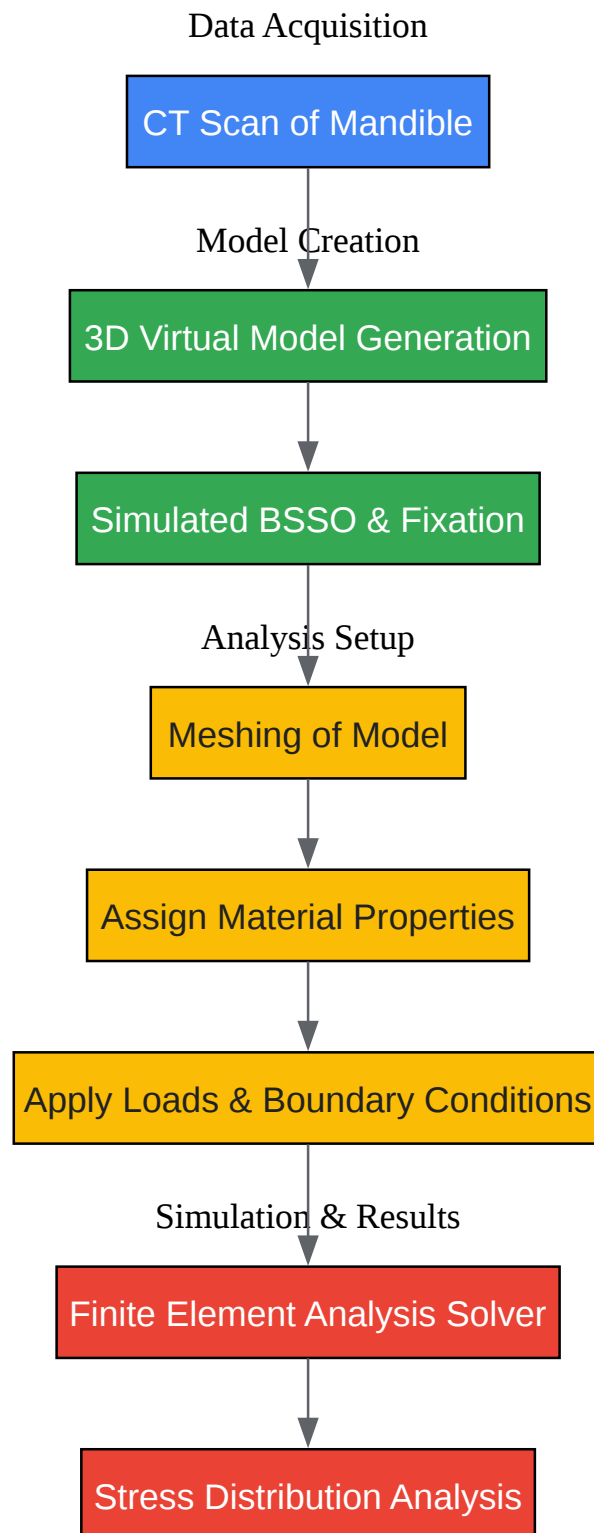 Data Acquisition
CT Scan of Mandible
Model Creation
3D Virtual Model Generation
Simulated BSSO & Fixation
Analysis Setup
Meshing of Model
Assign Material Properties
Apply Loads & Boundary Conditions
Simulation & Results
Finite Element Analysis Solver
Stress Distribution Analysis